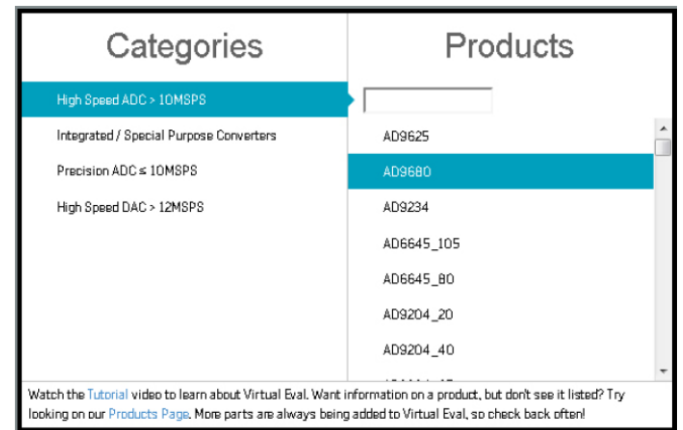 Categories
Products
High Speed ADC > 10MSPS
Integrated / Special Purpose Converters
Precision ADC ≤ 10MSPS
High Speed DAC > 12MSPS
AD9625
AD9680
AD9234
AD6645_105
AD6645_80
AD9204_20
AD9204_40
Watch the Tutorial video to learn about Virtual Eval. Want information on a product, but don't see it listed? Try
looking on our Products Page. More parts are always being added to Virtual Eval, so check back often!